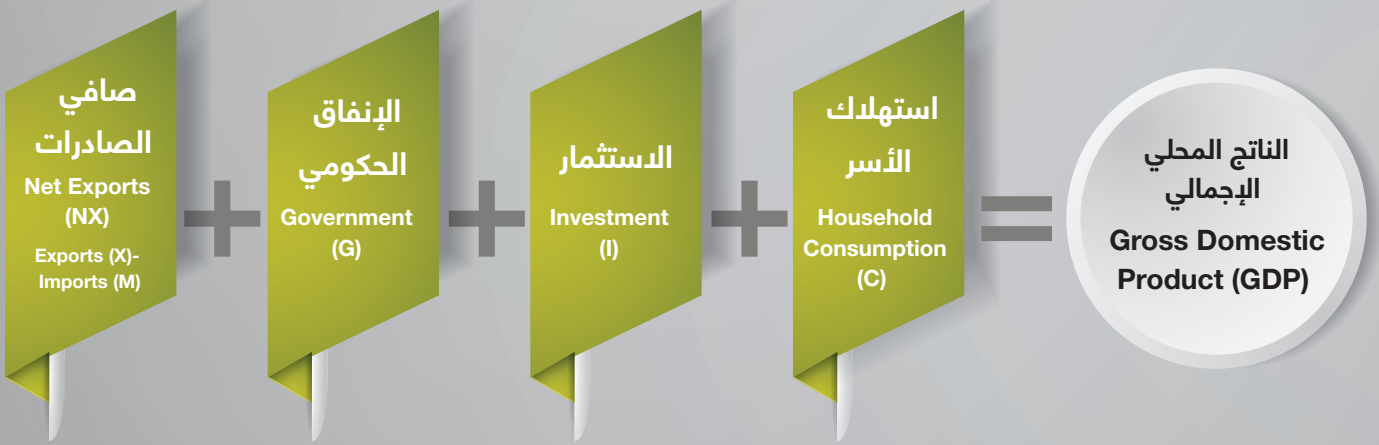 الناتج المحلي
الإجمالي
Gross Domestic
Product (GDP)
=
استهلاك
الأسر
Household
Consumption
(C)
+
الاستثمار
Investment
(I)
+
الإنفاق
الحكومي
Government
(G)
+
صافي
الصادرات
Net Exports
(NX)
Exports (X)-
Imports (M)